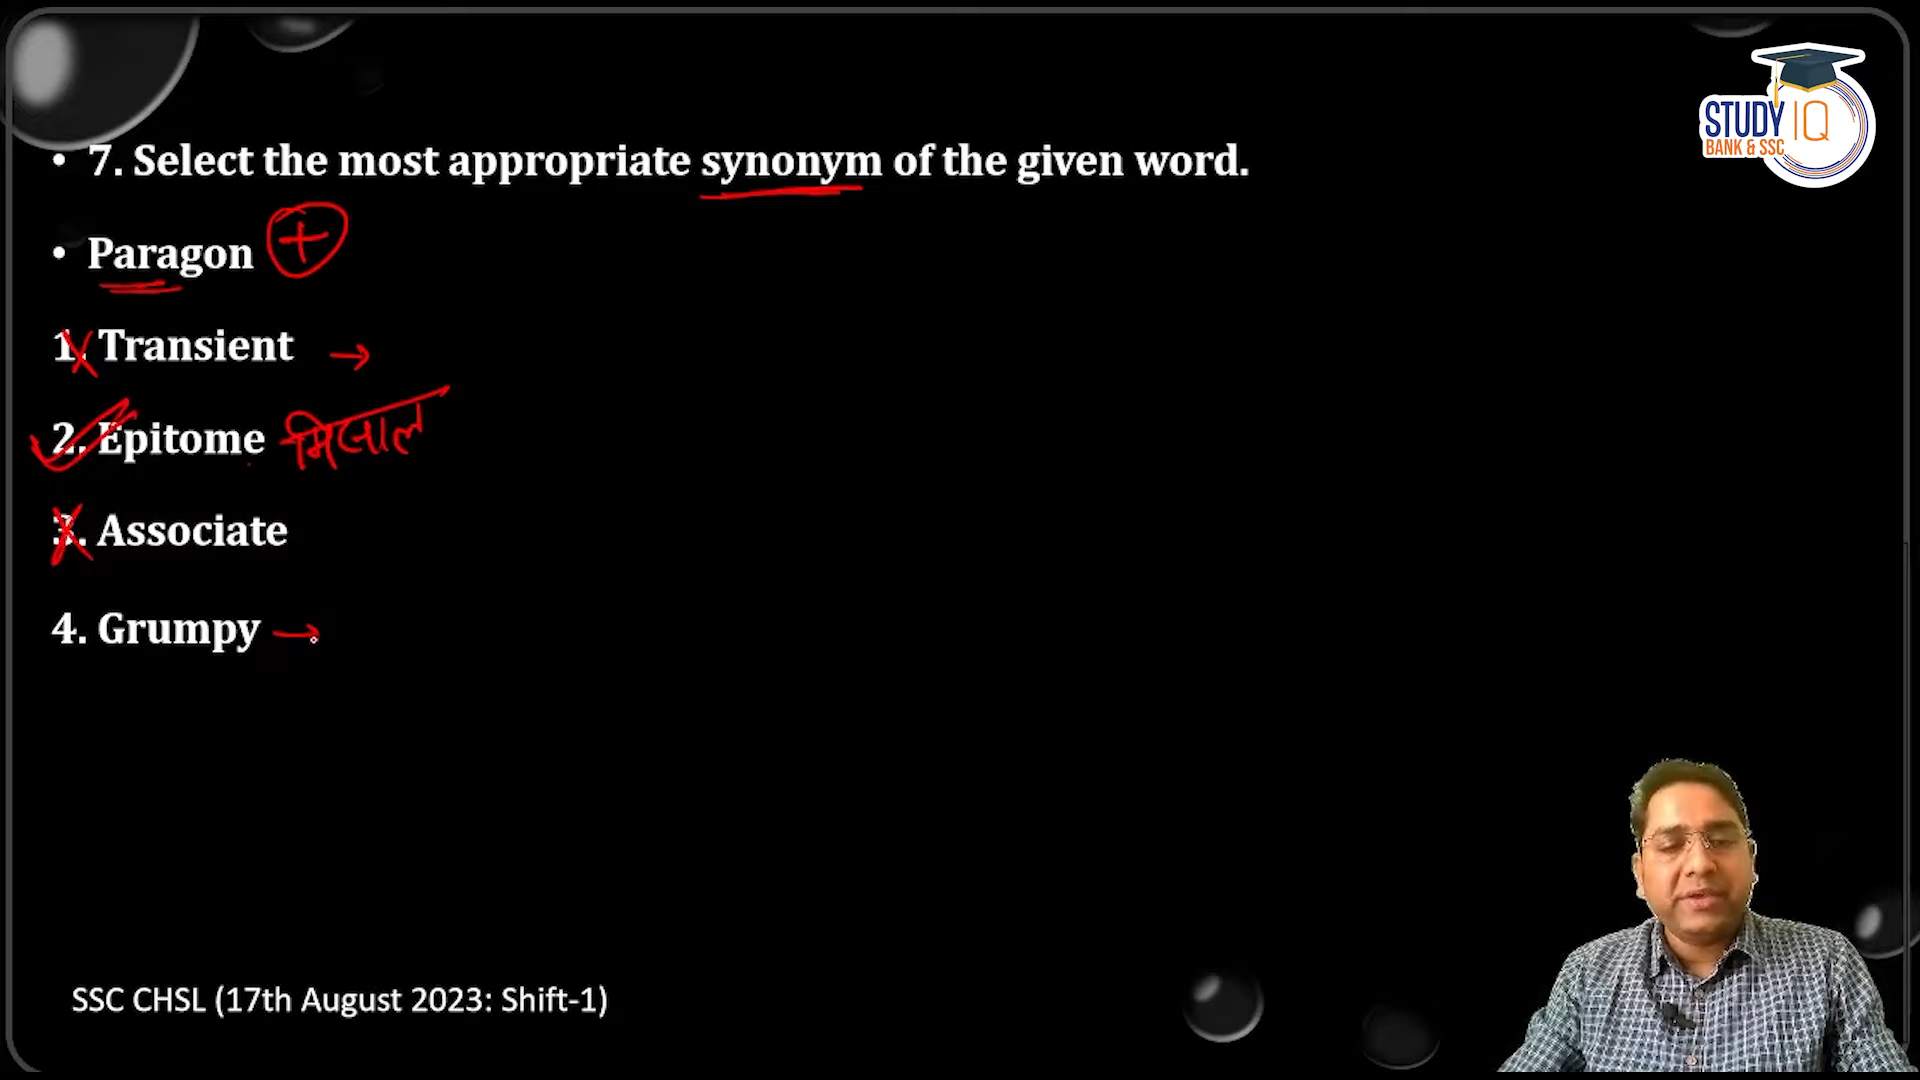 STUDY IQ
BANK & SSC
• 7. Select the most appropriate synonym of the given word.
• Paragon +
1. Transient →
2. Epitome मिसाल
3. Associate
4. Grumpy →
SSC CHSL (17th August 2023: Shift-1)